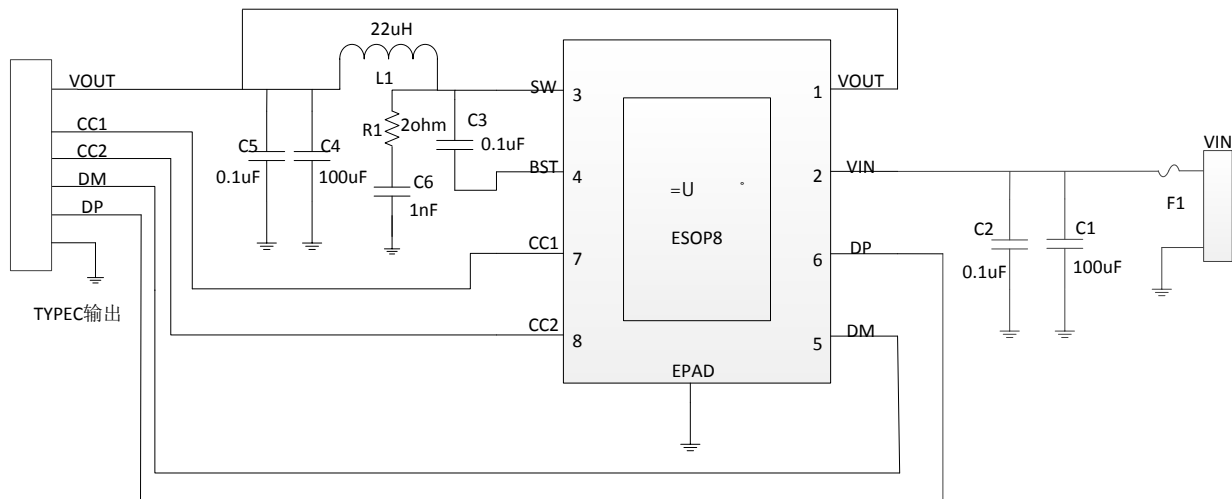 22uH
L1
VOUT
CC1
CC2
DM
DP
TYPEC输出
C5
0.1uF
C4
100uF
R1
2ohm
C6
1nF
C3
0.1uF
SW
3
BST
4
CC1
7
CC2
8
=U °
ESOP8
EPAD
1
VOUT
2
VIN
6
DP
5
DM
C2
0.1uF
C1
100uF
F1
VIN